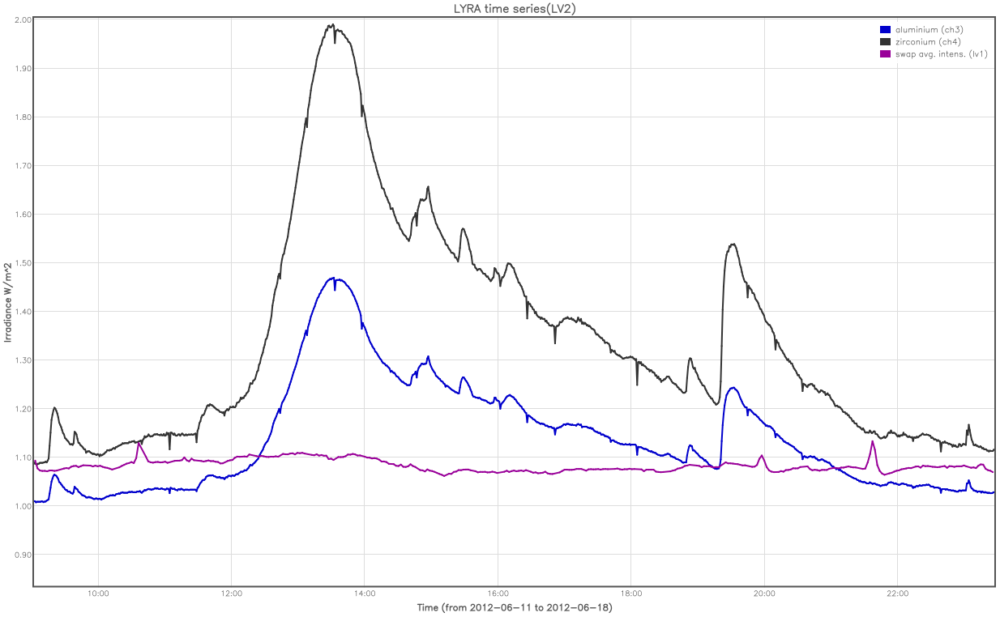 LYRA time series(LV2)
aluminium (ch3)
zirconium (ch4)
swap avg. intens. (lv1)
2.00
1.90
1.80
1.70
1.60
1.50
1.40
1.30
1.20
1.10
1.00
0.90
Irradiance W/m^2
10:00 12:00 14:00 16:00 18:00 20:00 22:00
Time (from 2012-06-11 to 2012-06-18)